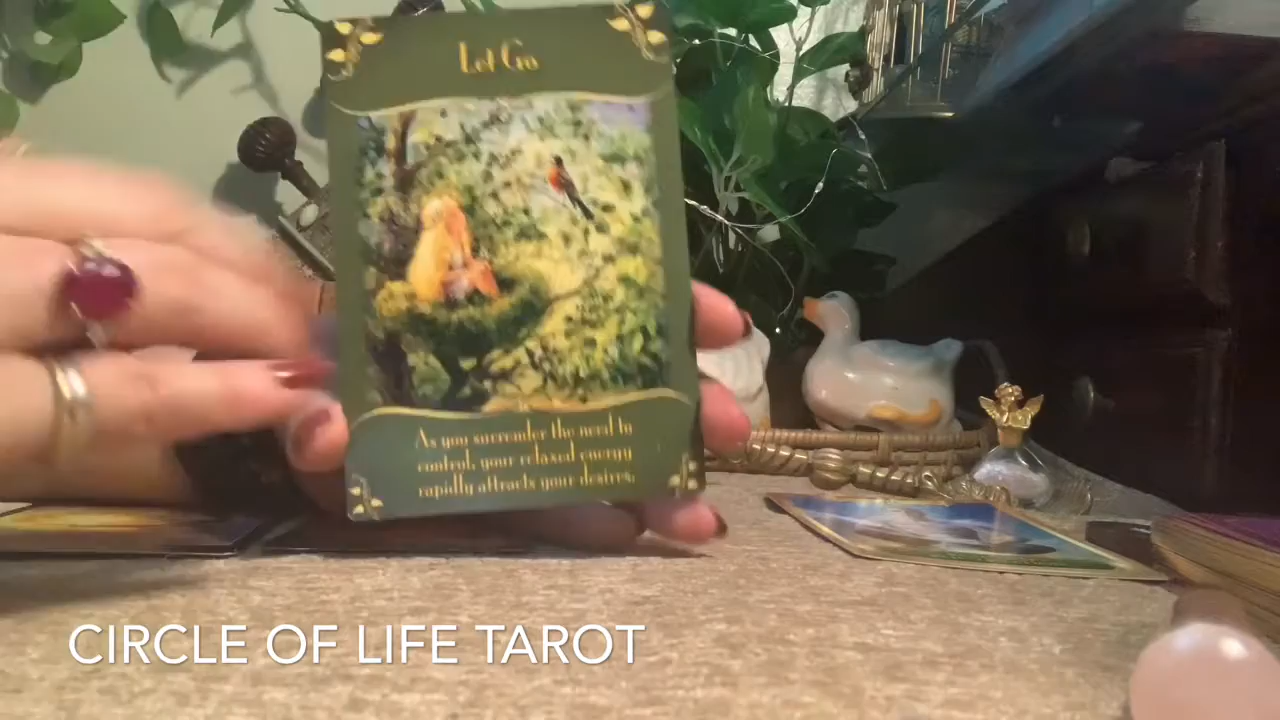 Let Go
As you surrender the need to
control, your relaxed energy
rapidly attracts your desires.
CIRCLE OF LIFE TAROT